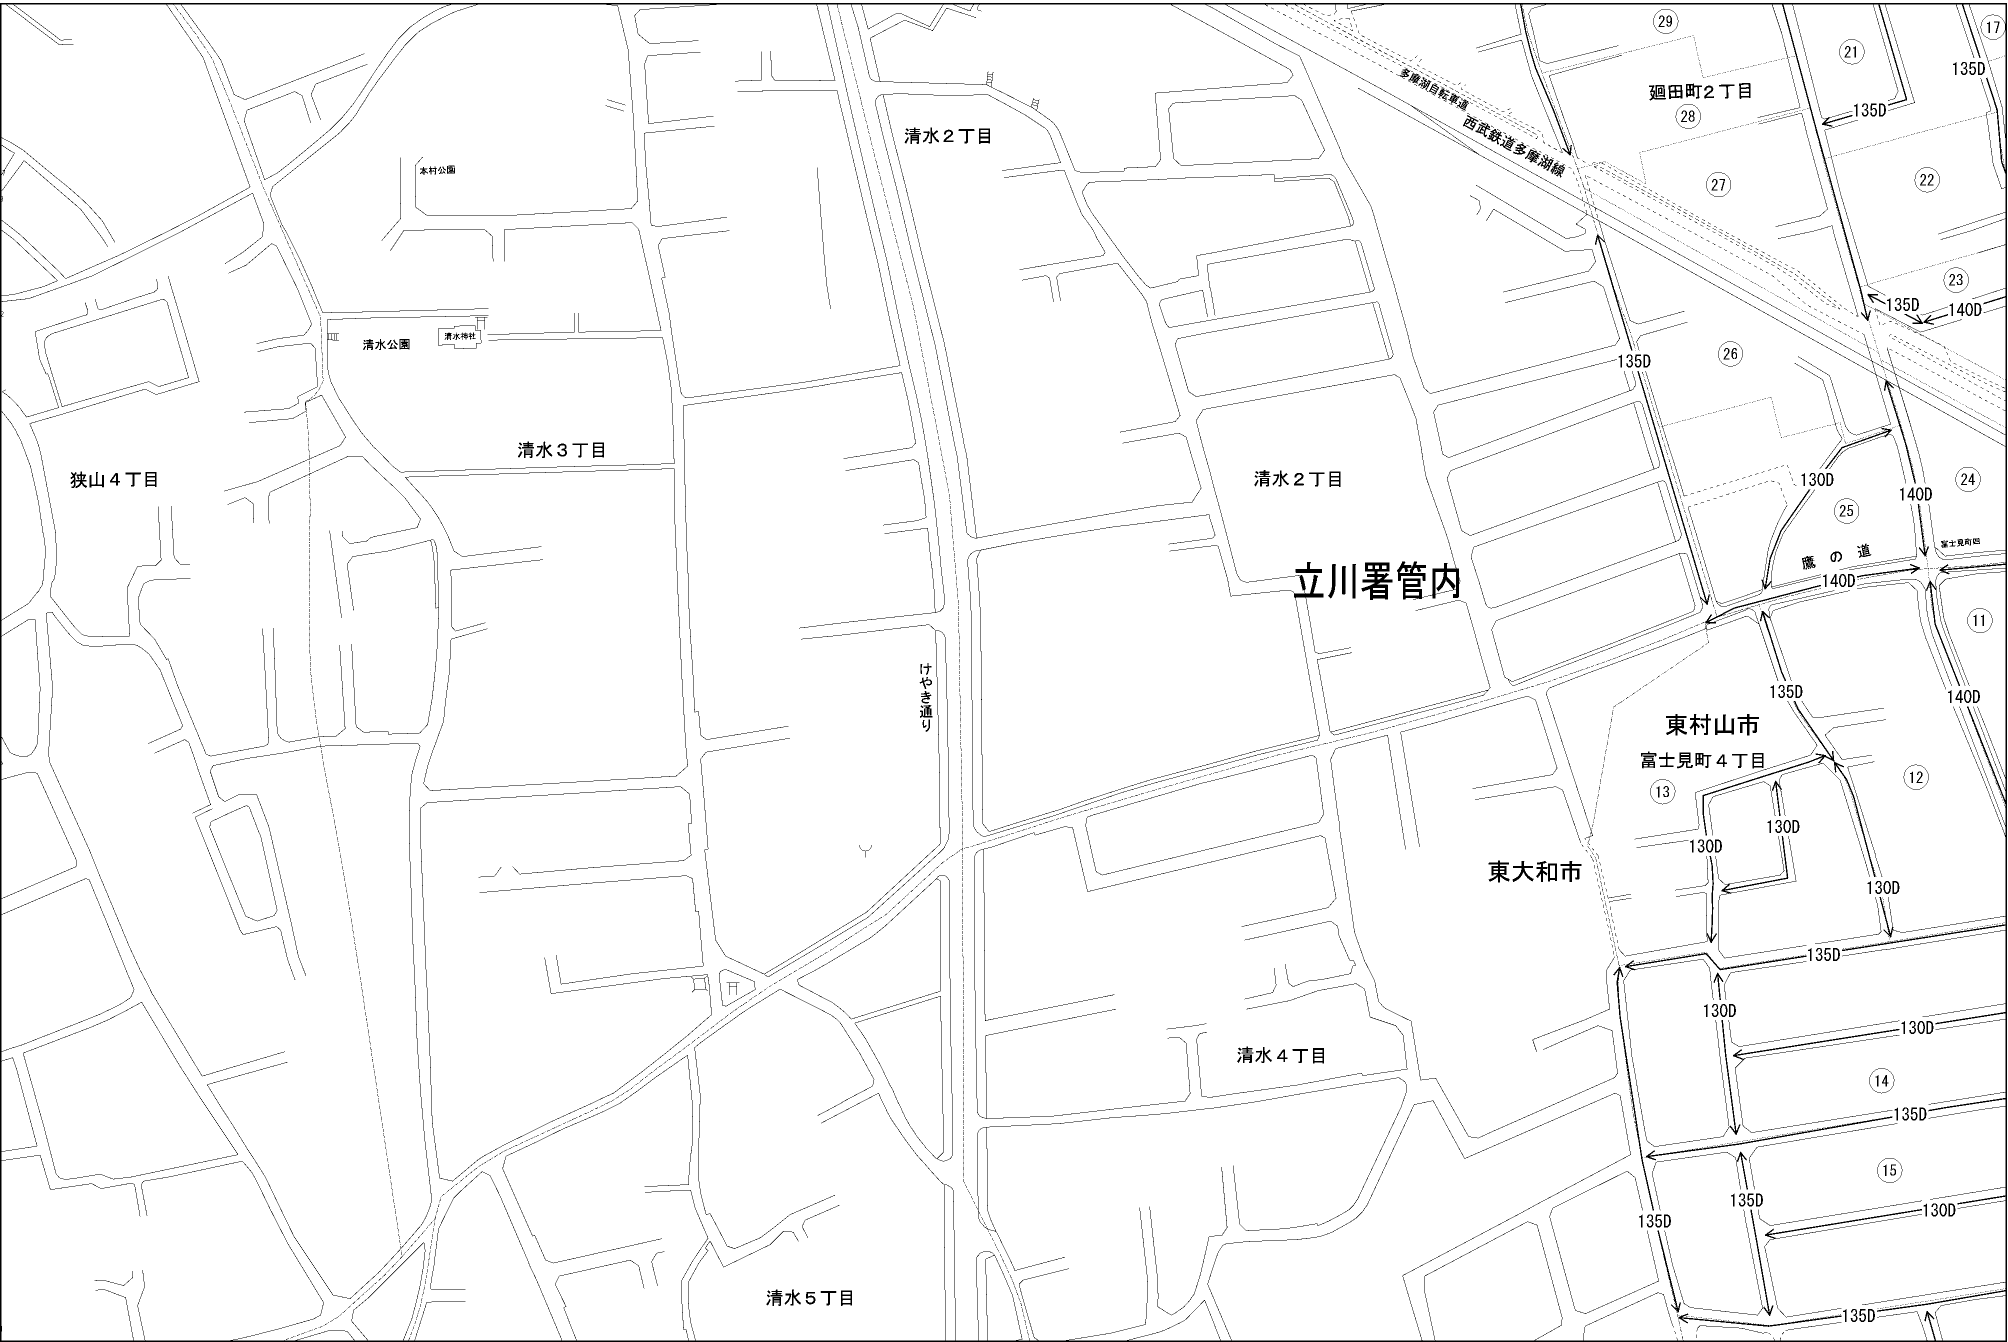 29
21
17
135D
廻田町２丁目
28
135D
多摩湖自転車道
西武鉄道多摩湖線
清水２丁目
本村公園
27
22
23
135D
140D
清水公園
清水神社
135D
26
清水３丁目
狭山４丁目
清水２丁目
130D
24
140D
25
鷹の道
富士見町四
立川署管内
140D
11
けやき通り
135D
140D
東村山市
富士見町４丁目
13
12
130D
130D
東大和市
130D
135D
130D
130D
清水４丁目
14
135D
15
135D
130D
135D
清水５丁目
135D